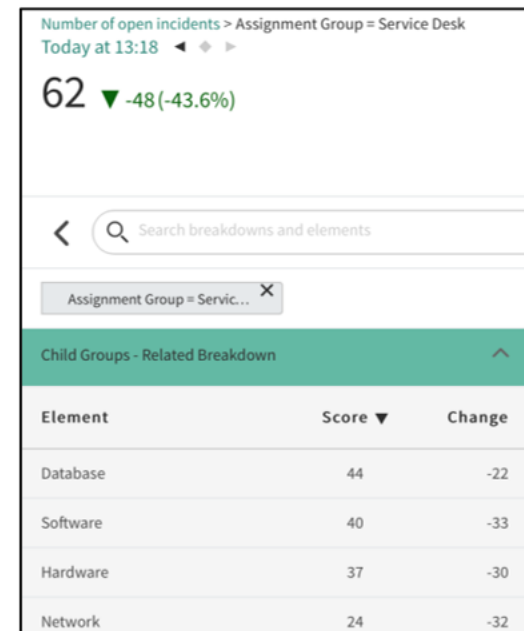 Number of open incidents > Assignment Group = Service Desk
Today at 13:18
62 ▼ -48 (-43.6%)
Search breakdowns and elements
Assignment Group = Servic... ×
Child Groups - Related Breakdown
Element Score ▼ Change
Database 44 -22
Software 40 -33
Hardware 37 -30
Network 24 -32